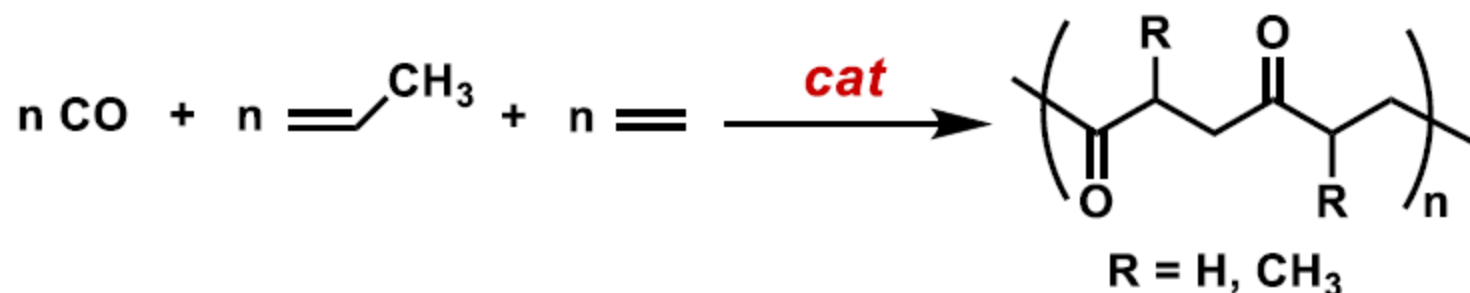 n CO + n CH₃ + n cat R O O R n
R = H, CH₃